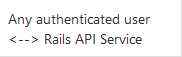 Any authenticated user
<--> Rails API Service